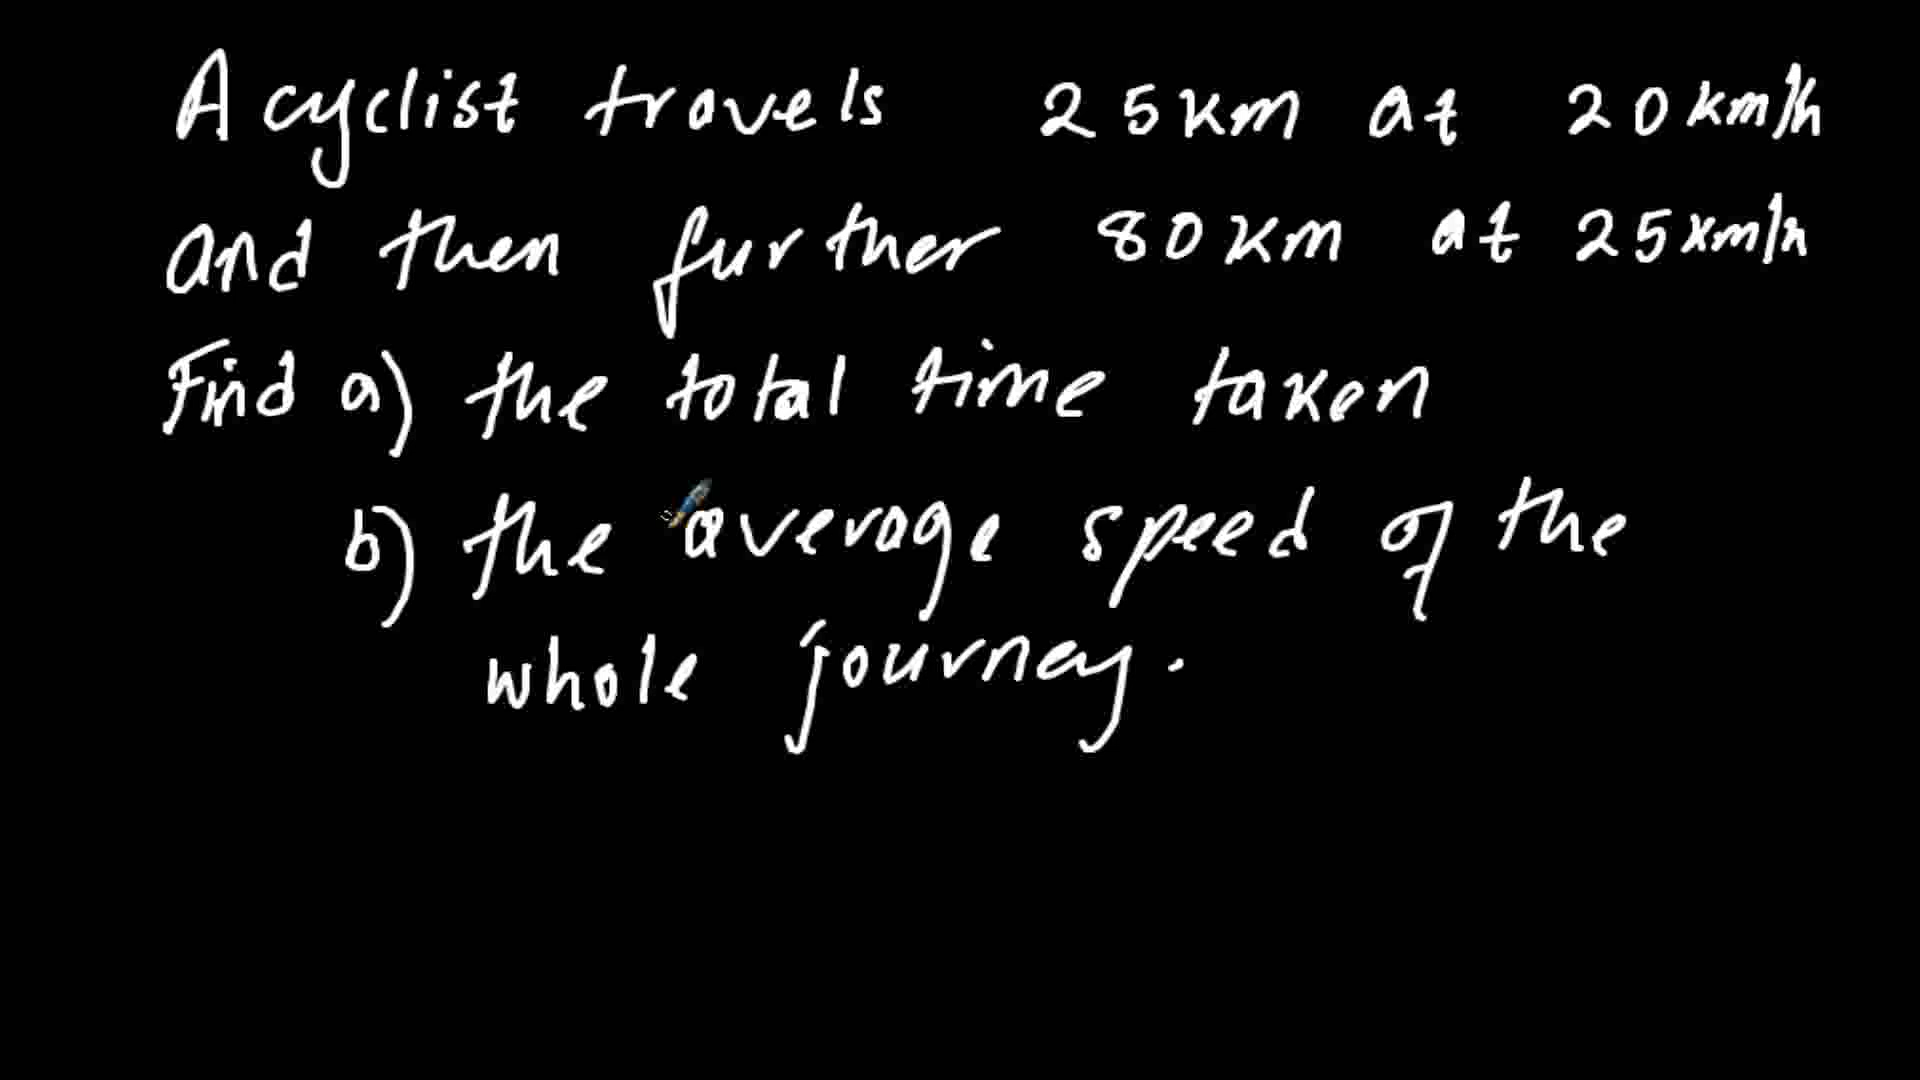 A cyclist travels 25km at 20km/h
and then further 80km at 25km/h
Find a) the total time taken
b) the average speed of the
whole journey.